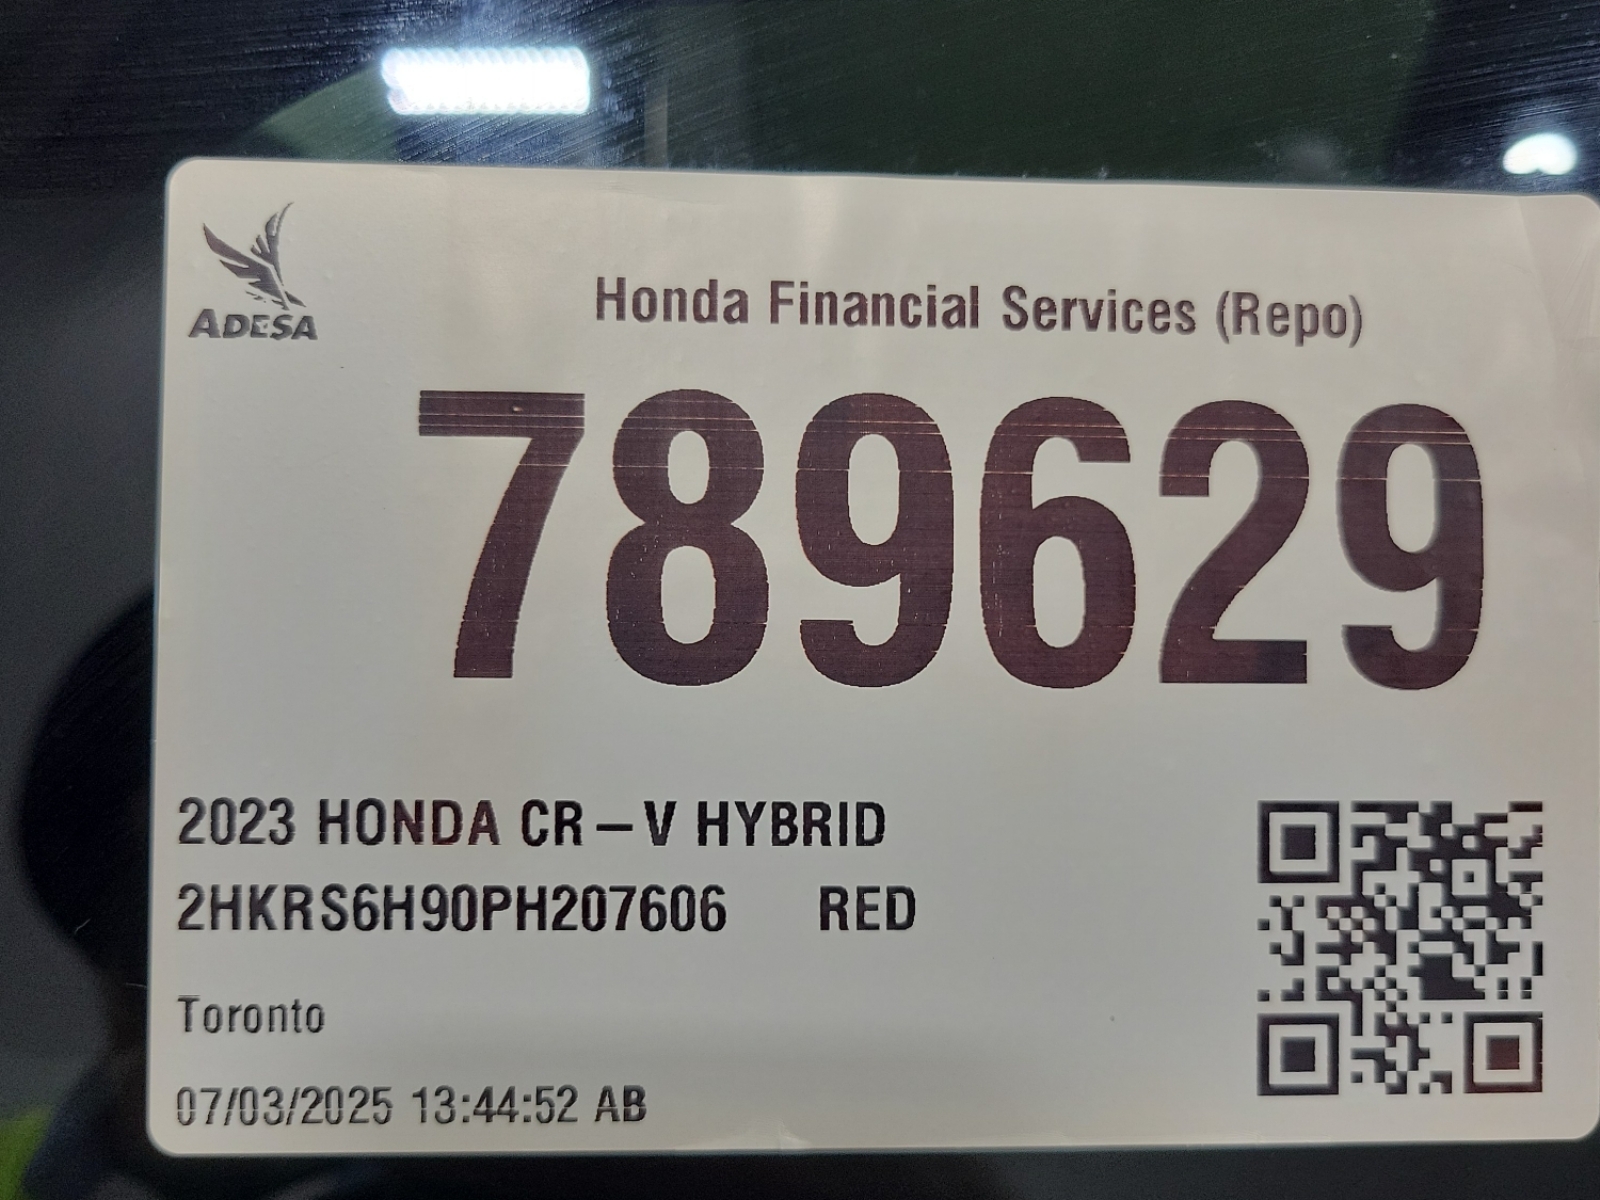 ADESA
Honda Financial Services (Repo)
789629
2023 HONDA CR-V HYBRID
2HKRS6H90PH207606 RED
Toronto
07/03/2025 13:44:52 AB